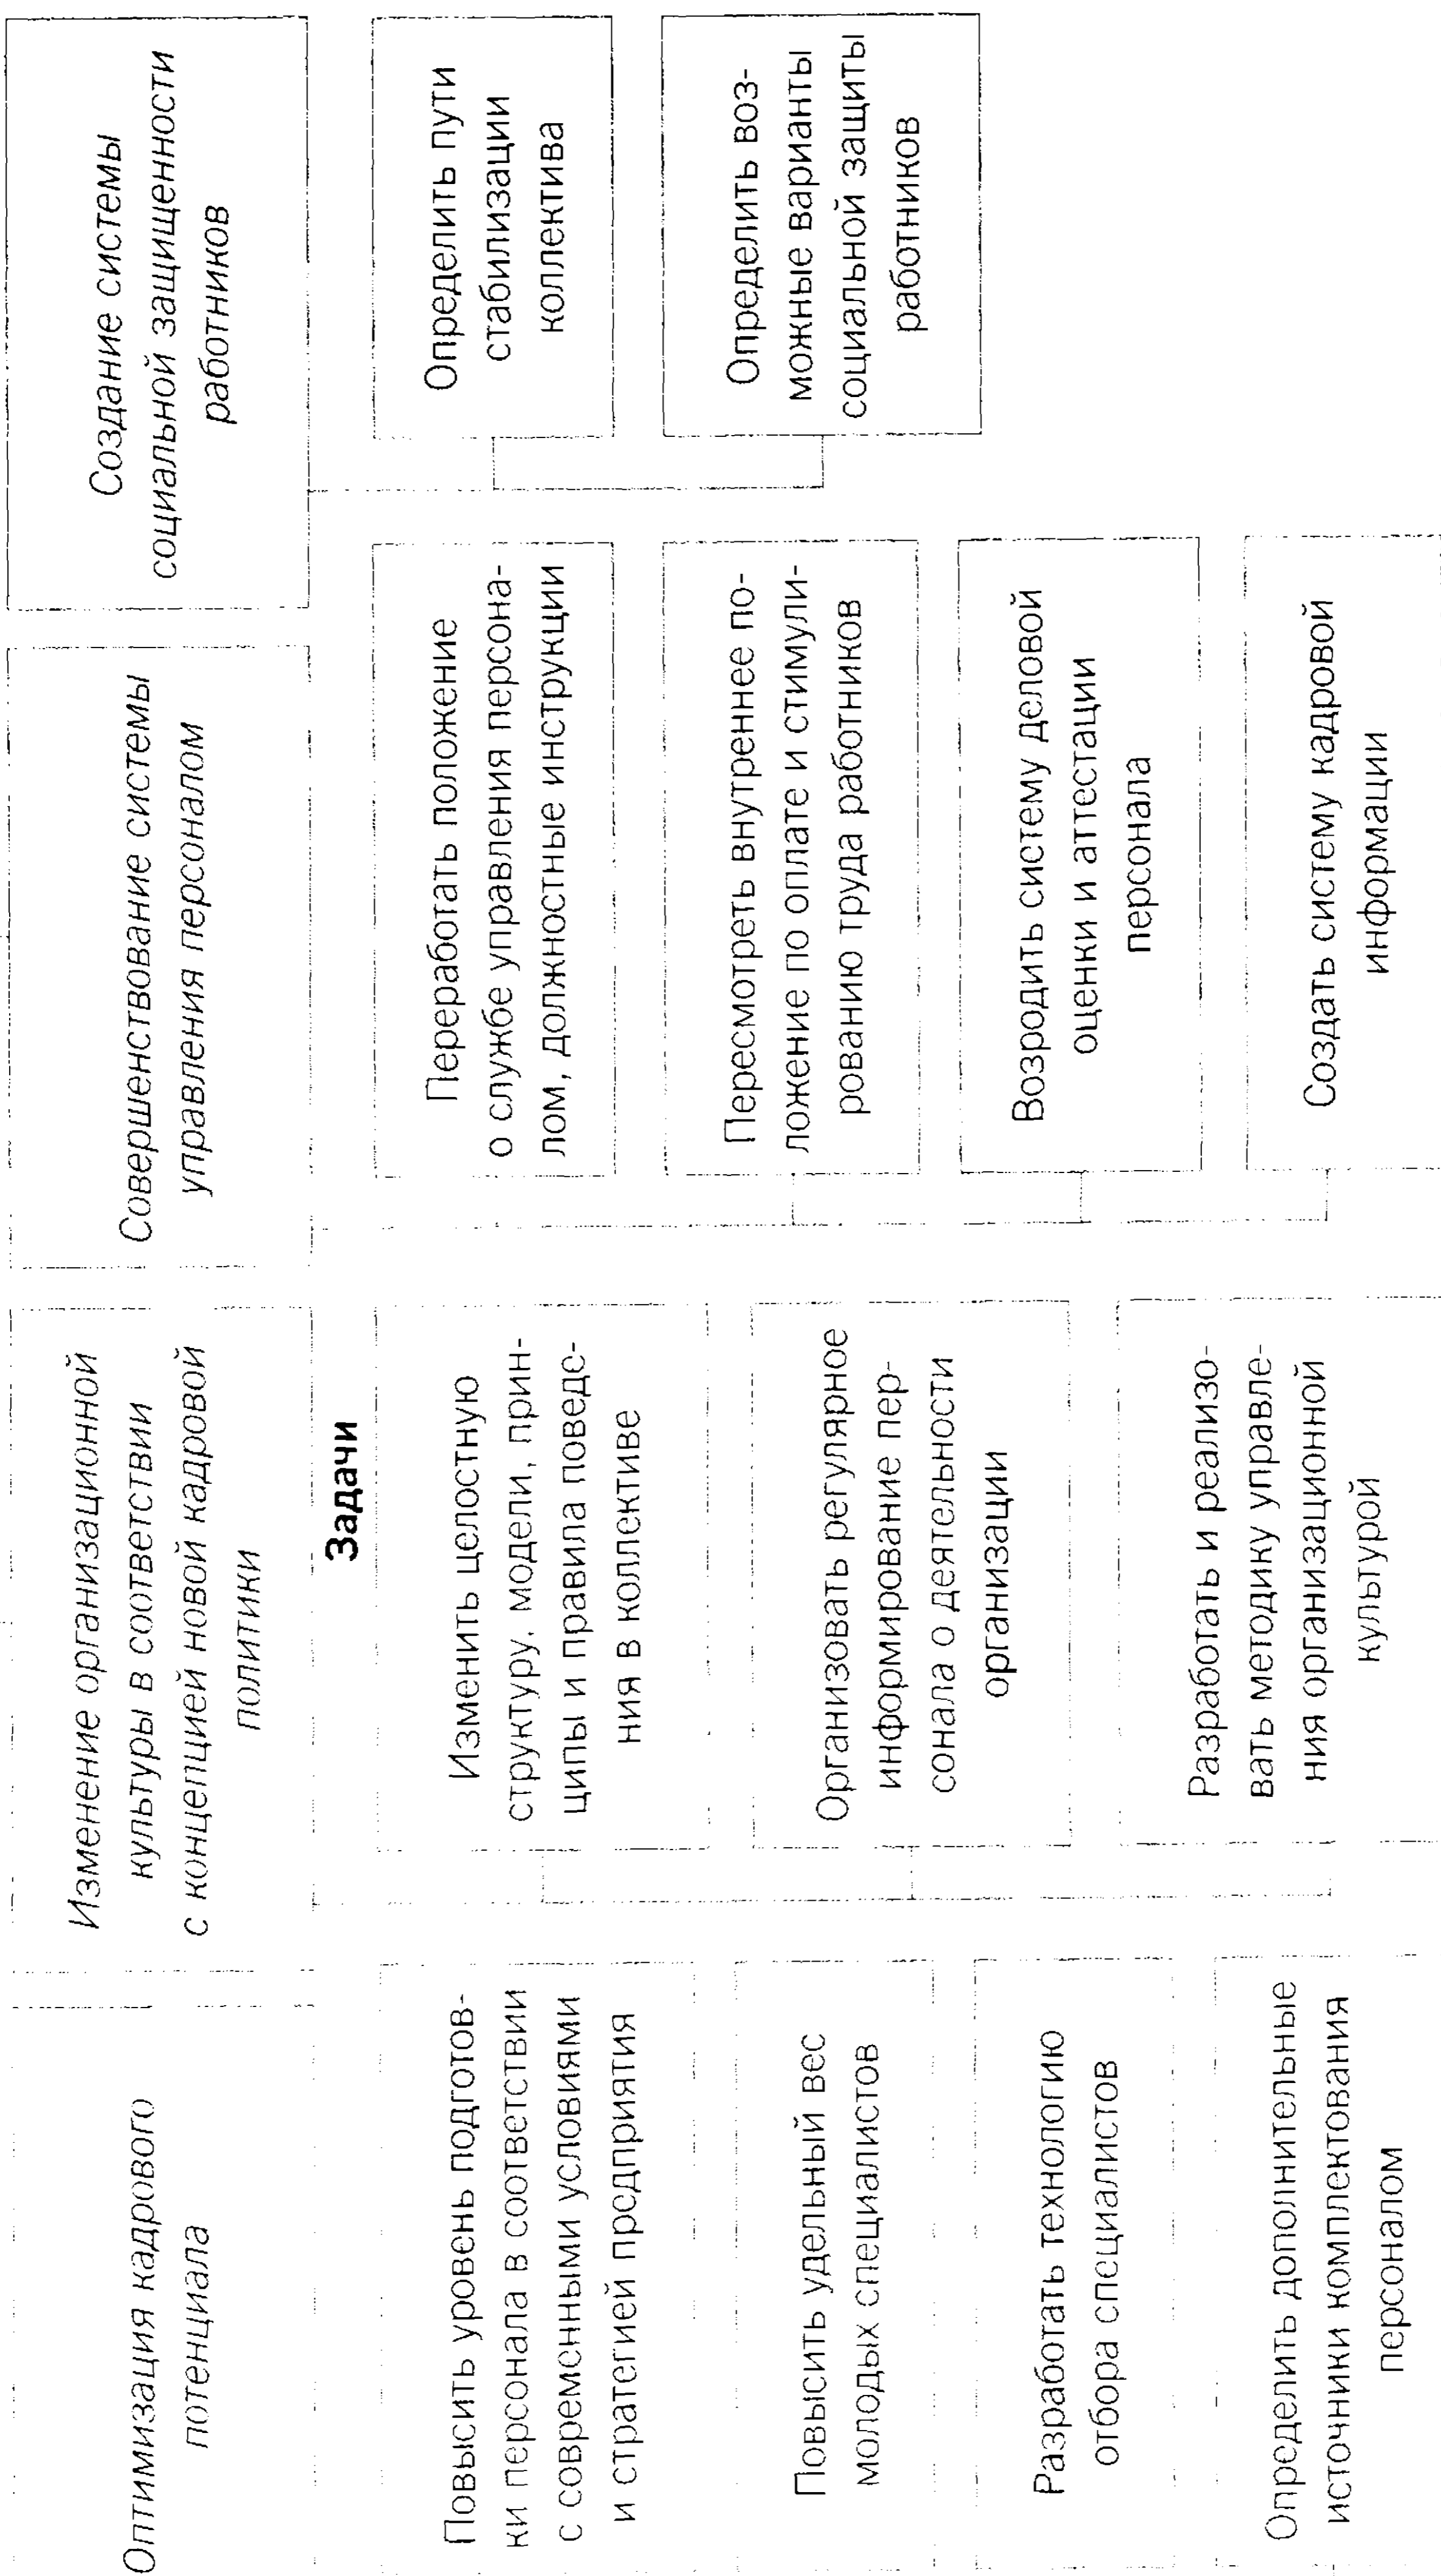 Оптимизация кадрового
потенциала
Изменение организационной
культуры в соответствии
с концепцией новой кадровой
политики
Совершенствование системы
управления персоналом
Создание системы
социальной защищенности
работников
Задачи
Повысить уровень подготов-
ки персонала в соответствии
с современными условиями
и стратегией предприятия
Повысить удельный вес
молодых специалистов
Разработать технологию
отбора специалистов
Определить дополнительные
источники комплектования
персоналом
Изменить целостную
структуру, модели, прин-
ципы и правила поведе-
ния в коллективе
Организовать регулярное
информирование пер-
сонала о деятельности
организации
Разработать и реализо-
вать методику управле-
ния организационной
культурой
Переработать положение
о службе управления персона-
лом, должностные инструкции
Пересмотреть внутреннее по-
ложение по оплате и стимули-
рованию труда работников
Возродить систему деловой
оценки и аттестации
персонала
Создать систему кадровой
информации
Определить пути
стабилизации
коллектива
Определить воз-
можные варианты
социальной защиты
работников